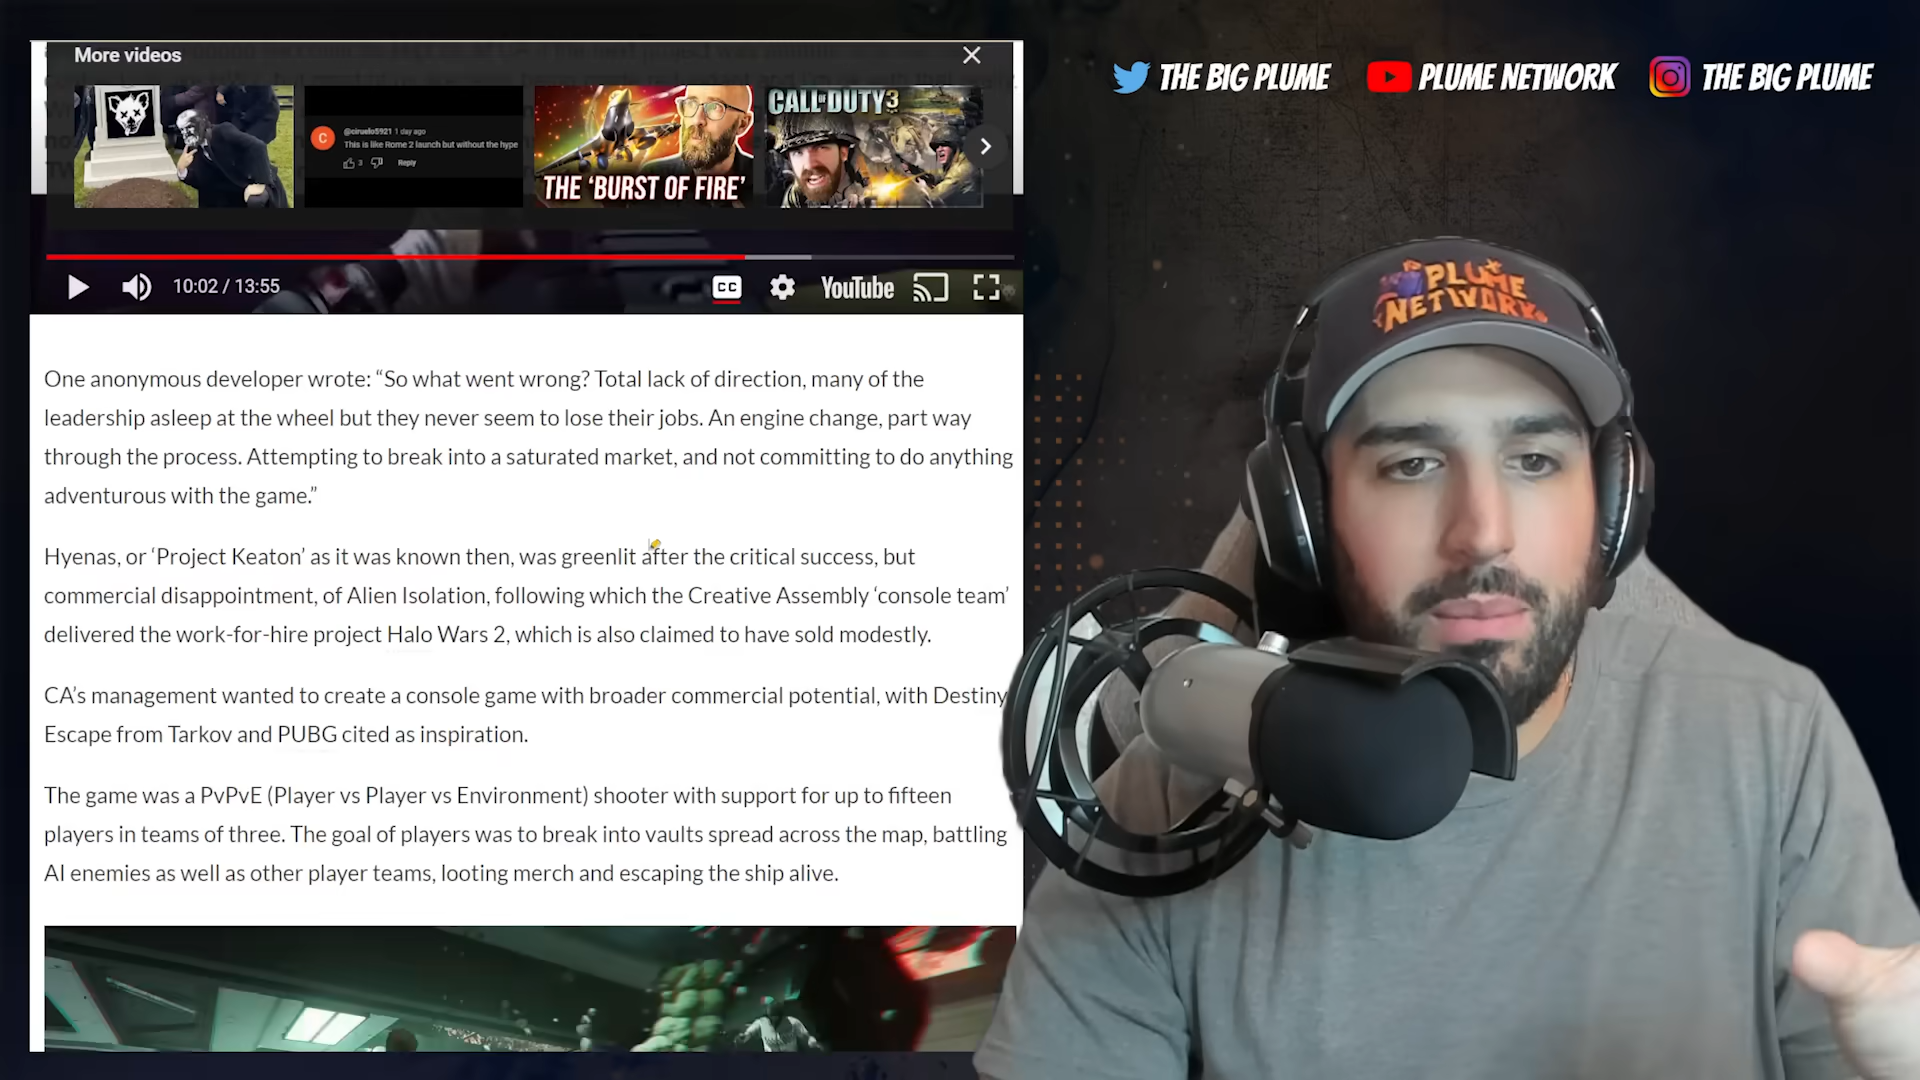 More videos
THE BIG PLUME
PLUME NETWORK
THE BIG PLUME
@ciruelo5921 1 day ago
This is like Rome 2 launch but without the hype
3
Reply
C
THE ‘BURST OF FIRE’
CALL OF DUTY 3
10:02 / 13:55
CC
YouTube
PLUME
NETWORK
One anonymous developer wrote: “So what went wrong? Total lack of direction, many of the
leadership asleep at the wheel but they never seem to lose their jobs. An engine change, part way
through the process. Attempting to break into a saturated market, and not committing to do anything
adventurous with the game.”
Hyenas, or ‘Project Keaton’ as it was known then, was greenlit after the critical success, but
commercial disappointment, of Alien Isolation, following which the Creative Assembly ‘console team’
delivered the work-for-hire project Halo Wars 2, which is also claimed to have sold modestly.
CA’s management wanted to create a console game with broader commercial potential, with Destiny
Escape from Tarkov and PUBG cited as inspiration.
The game was a PvPvE (Player vs Player vs Environment) shooter with support for up to fifteen
players in teams of three. The goal of players was to break into vaults spread across the map, battling
AI enemies as well as other player teams, looting merch and escaping the ship alive.